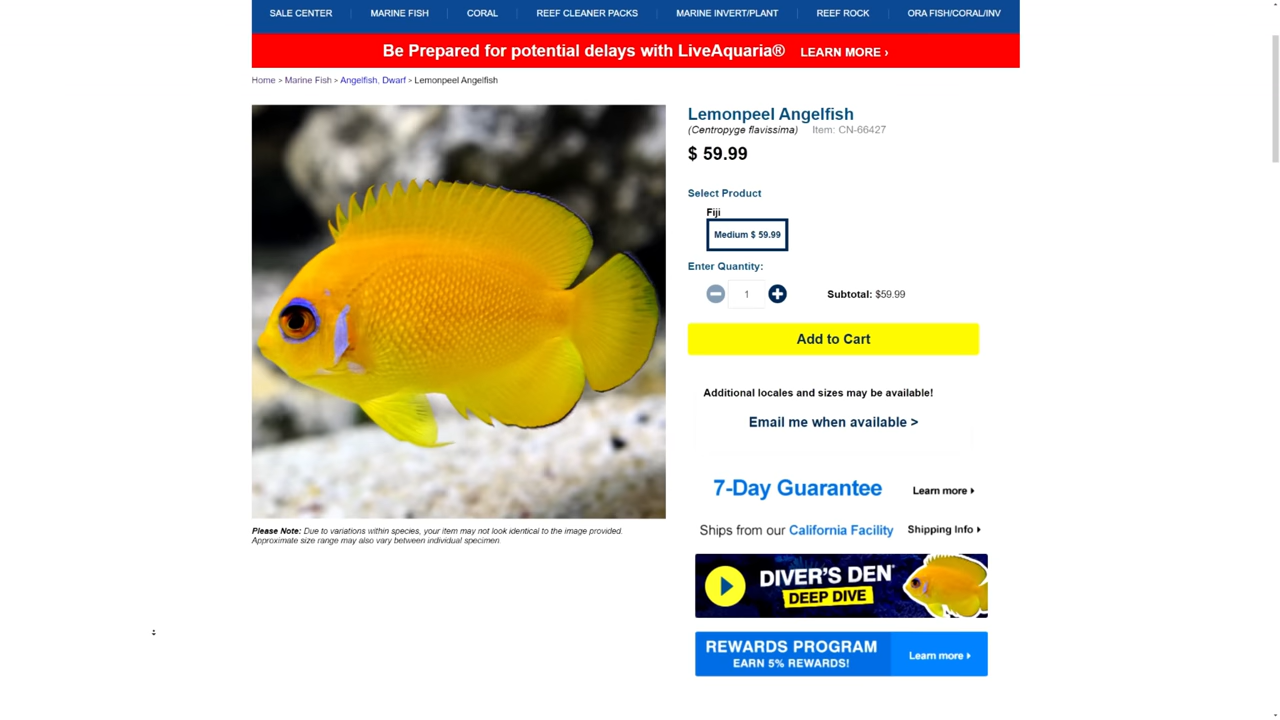 SALE CENTER MARINE FISH CORAL REEF CLEANER PACKS MARINE INVERT/PLANT REEF ROCK ORA FISH/CORAL/INV
Be Prepared for potential delays with LiveAquaria® LEARN MORE ›
Home > Marine Fish > Angelfish, Dwarf > Lemonpeel Angelfish
Lemonpeel Angelfish
(Centropyge flavissima) Item: CN-66427
$ 59.99
Select Product
Fiji
Medium $ 59.99
Enter Quantity:
1 Subtotal: $59.99
Add to Cart
Additional locales and sizes may be available!
Email me when available >
7-Day Guarantee Learn more
Ships from our California Facility Shipping Info
Please Note: Due to variations within species, your item may not look identical to the image provided.
Approximate size range may also vary between individual specimen
DIVER'S DEN®
DEEP DIVE
REWARDS PROGRAM
EARN 5% REWARDS!
Learn more